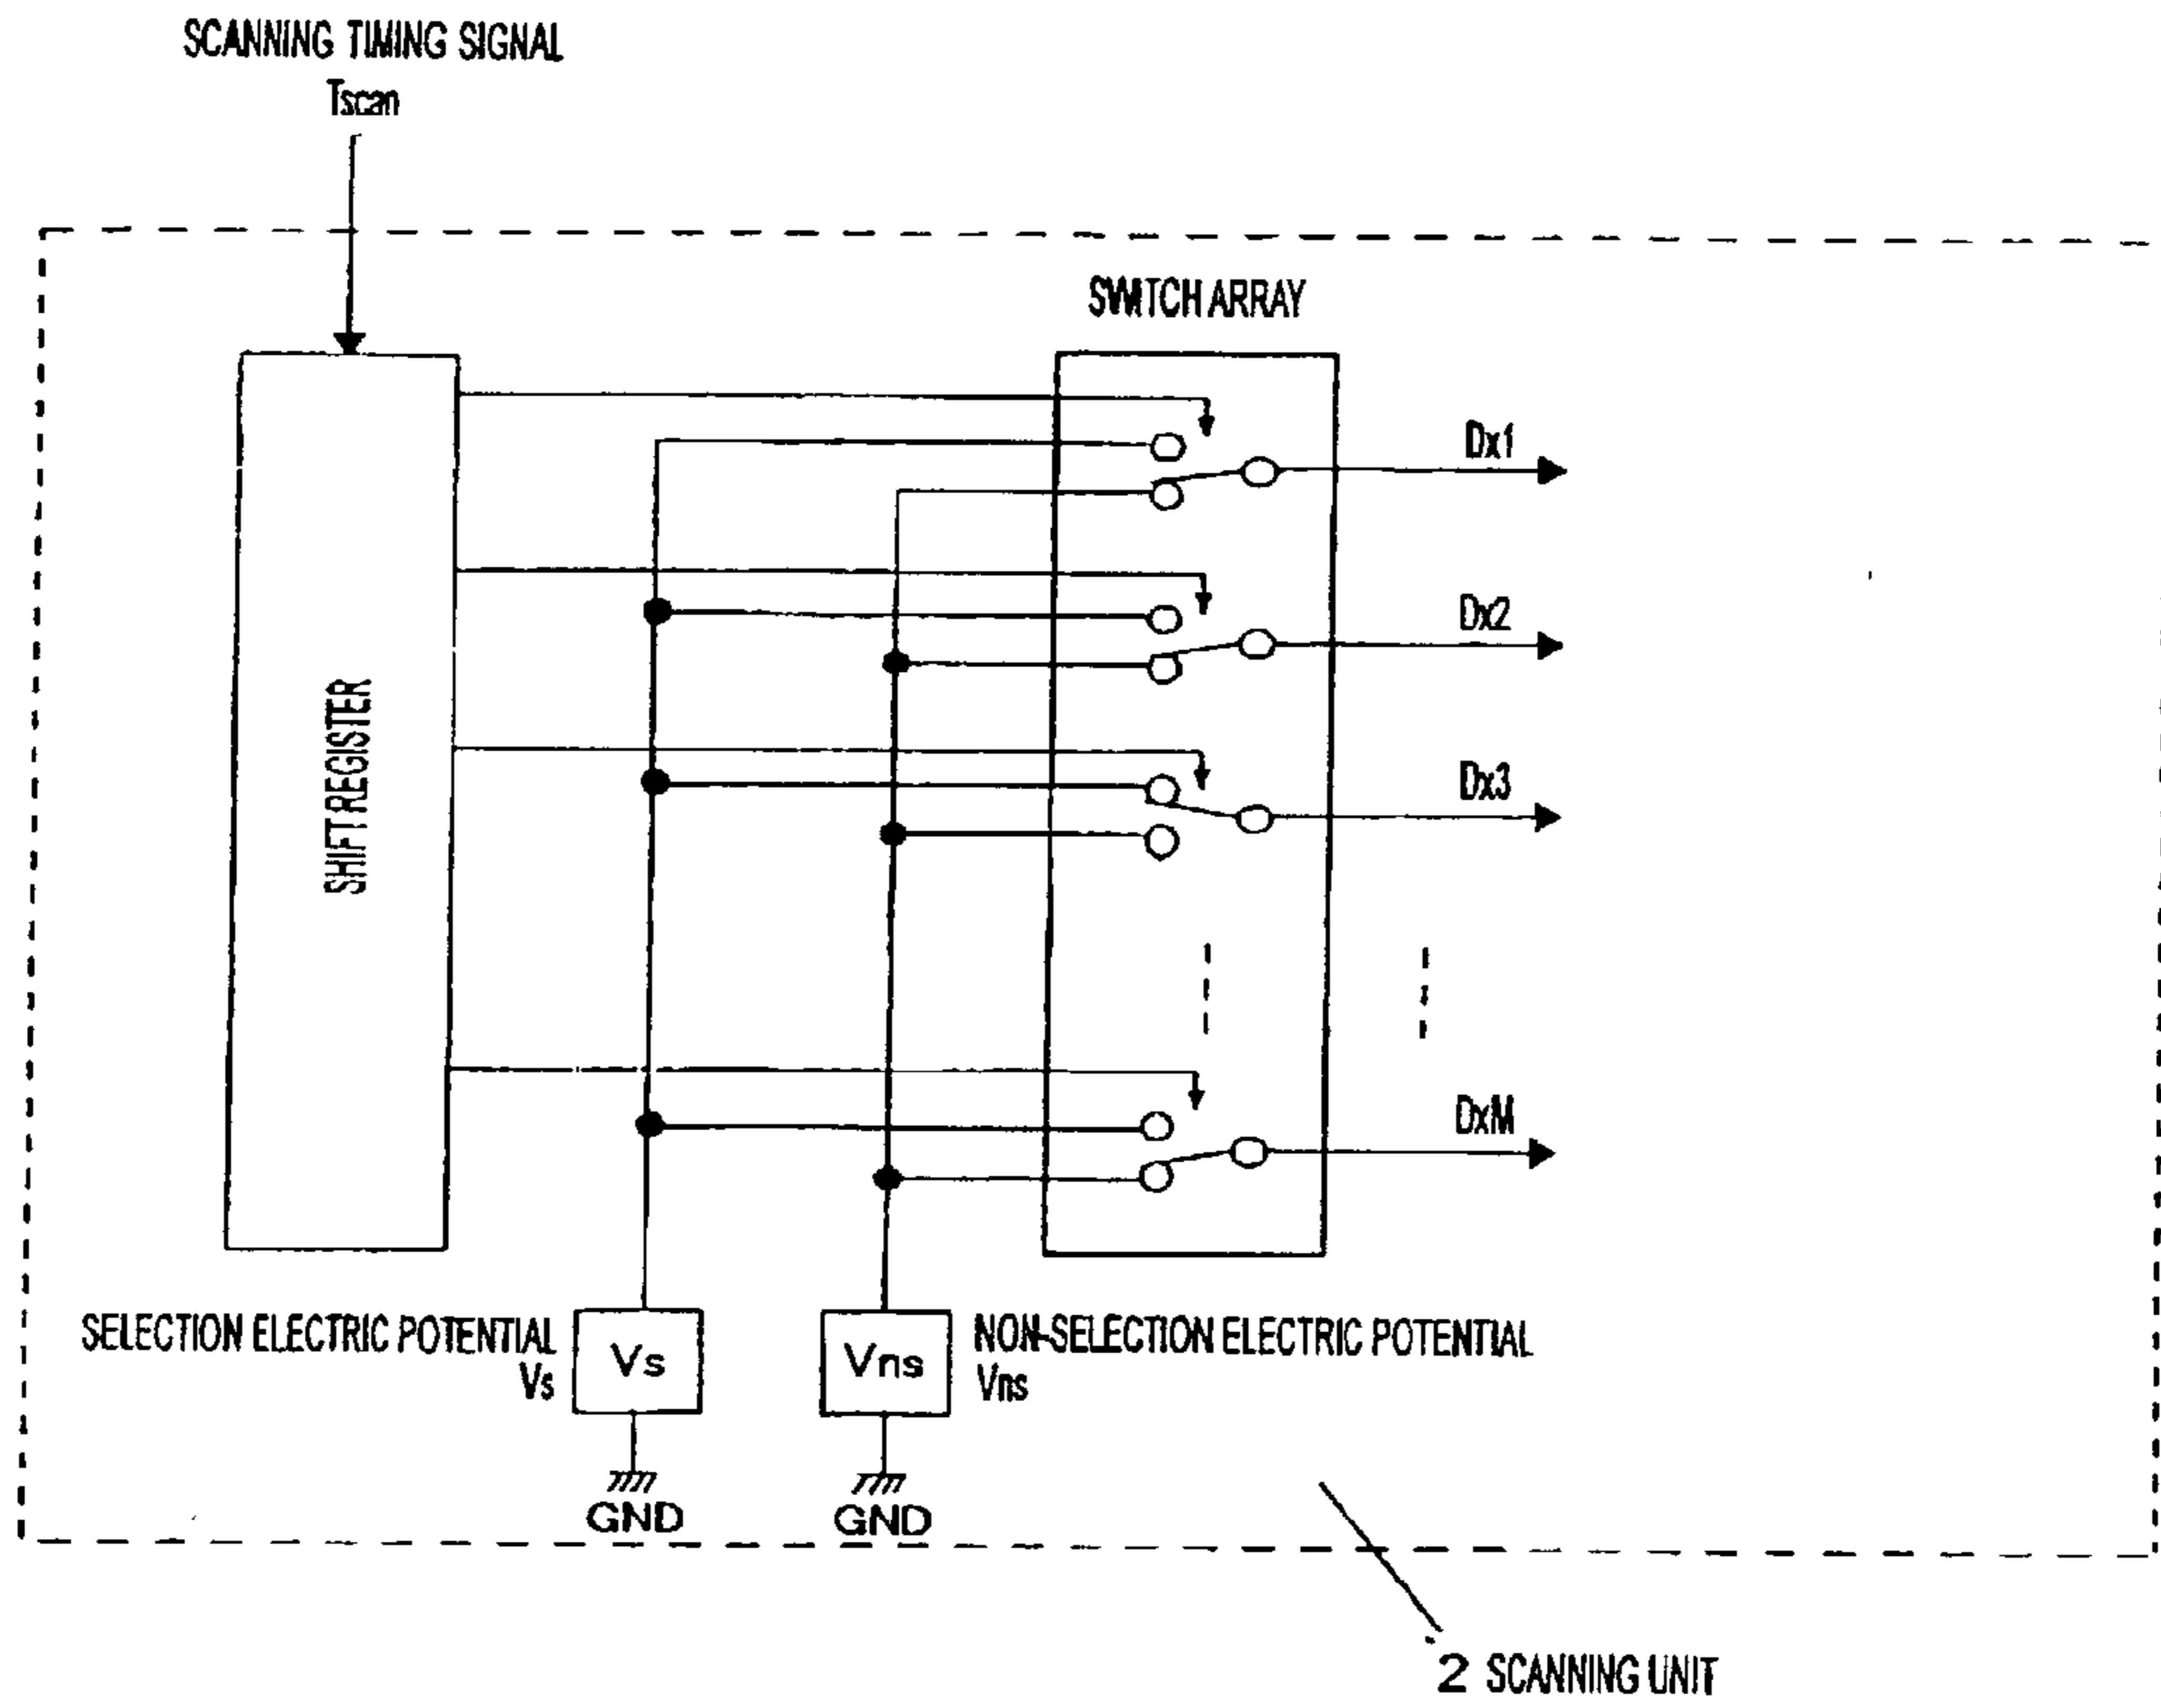 SCANNING TIMING SIGNAL
Tscan
SWITCH ARRAY
Dx1
Dx2
SHIFT REGISTER
Dx3
DxM
SELECTION ELECTRIC POTENTIAL
Vs
Vs
Vns
NON-SELECTION ELECTRIC POTENTIAL
Vns
GND
GND
2 SCANNING UNIT